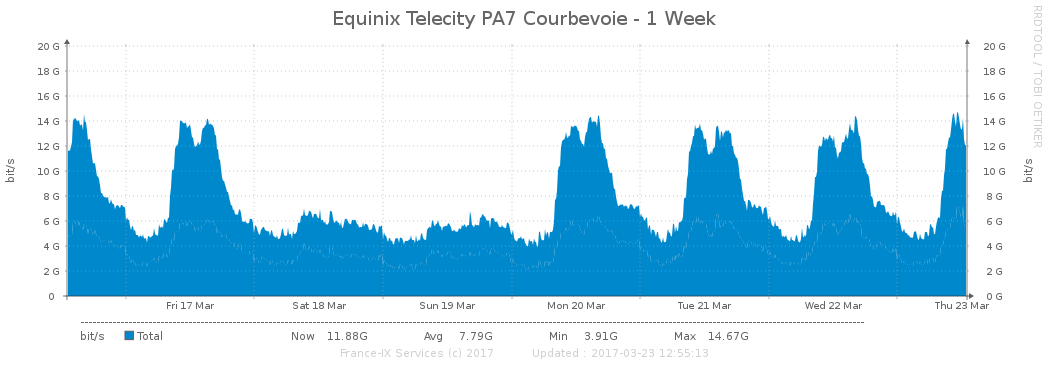 Equinix Telecity PA7 Courbevoie - 1 Week
RRDTOOL / TOBI OETIKER
20 G 20 G
18 G 18 G
16 G 16 G
14 G 14 G
12 G 12 G
10 G 10 G
8 G 8 G
6 G 6 G
4 G 4 G
2 G 2 G
0 0 G
bit/s bit/s
Fri 17 Mar Sat 18 Mar Sun 19 Mar Mon 20 Mar Tue 21 Mar Wed 22 Mar Thu 23 Mar
bit/s Total Now 11.88G Avg 7.79G Min 3.91G Max 14.67G
France-IX Services (c) 2017 Updated : 2017-03-23 12:55:13